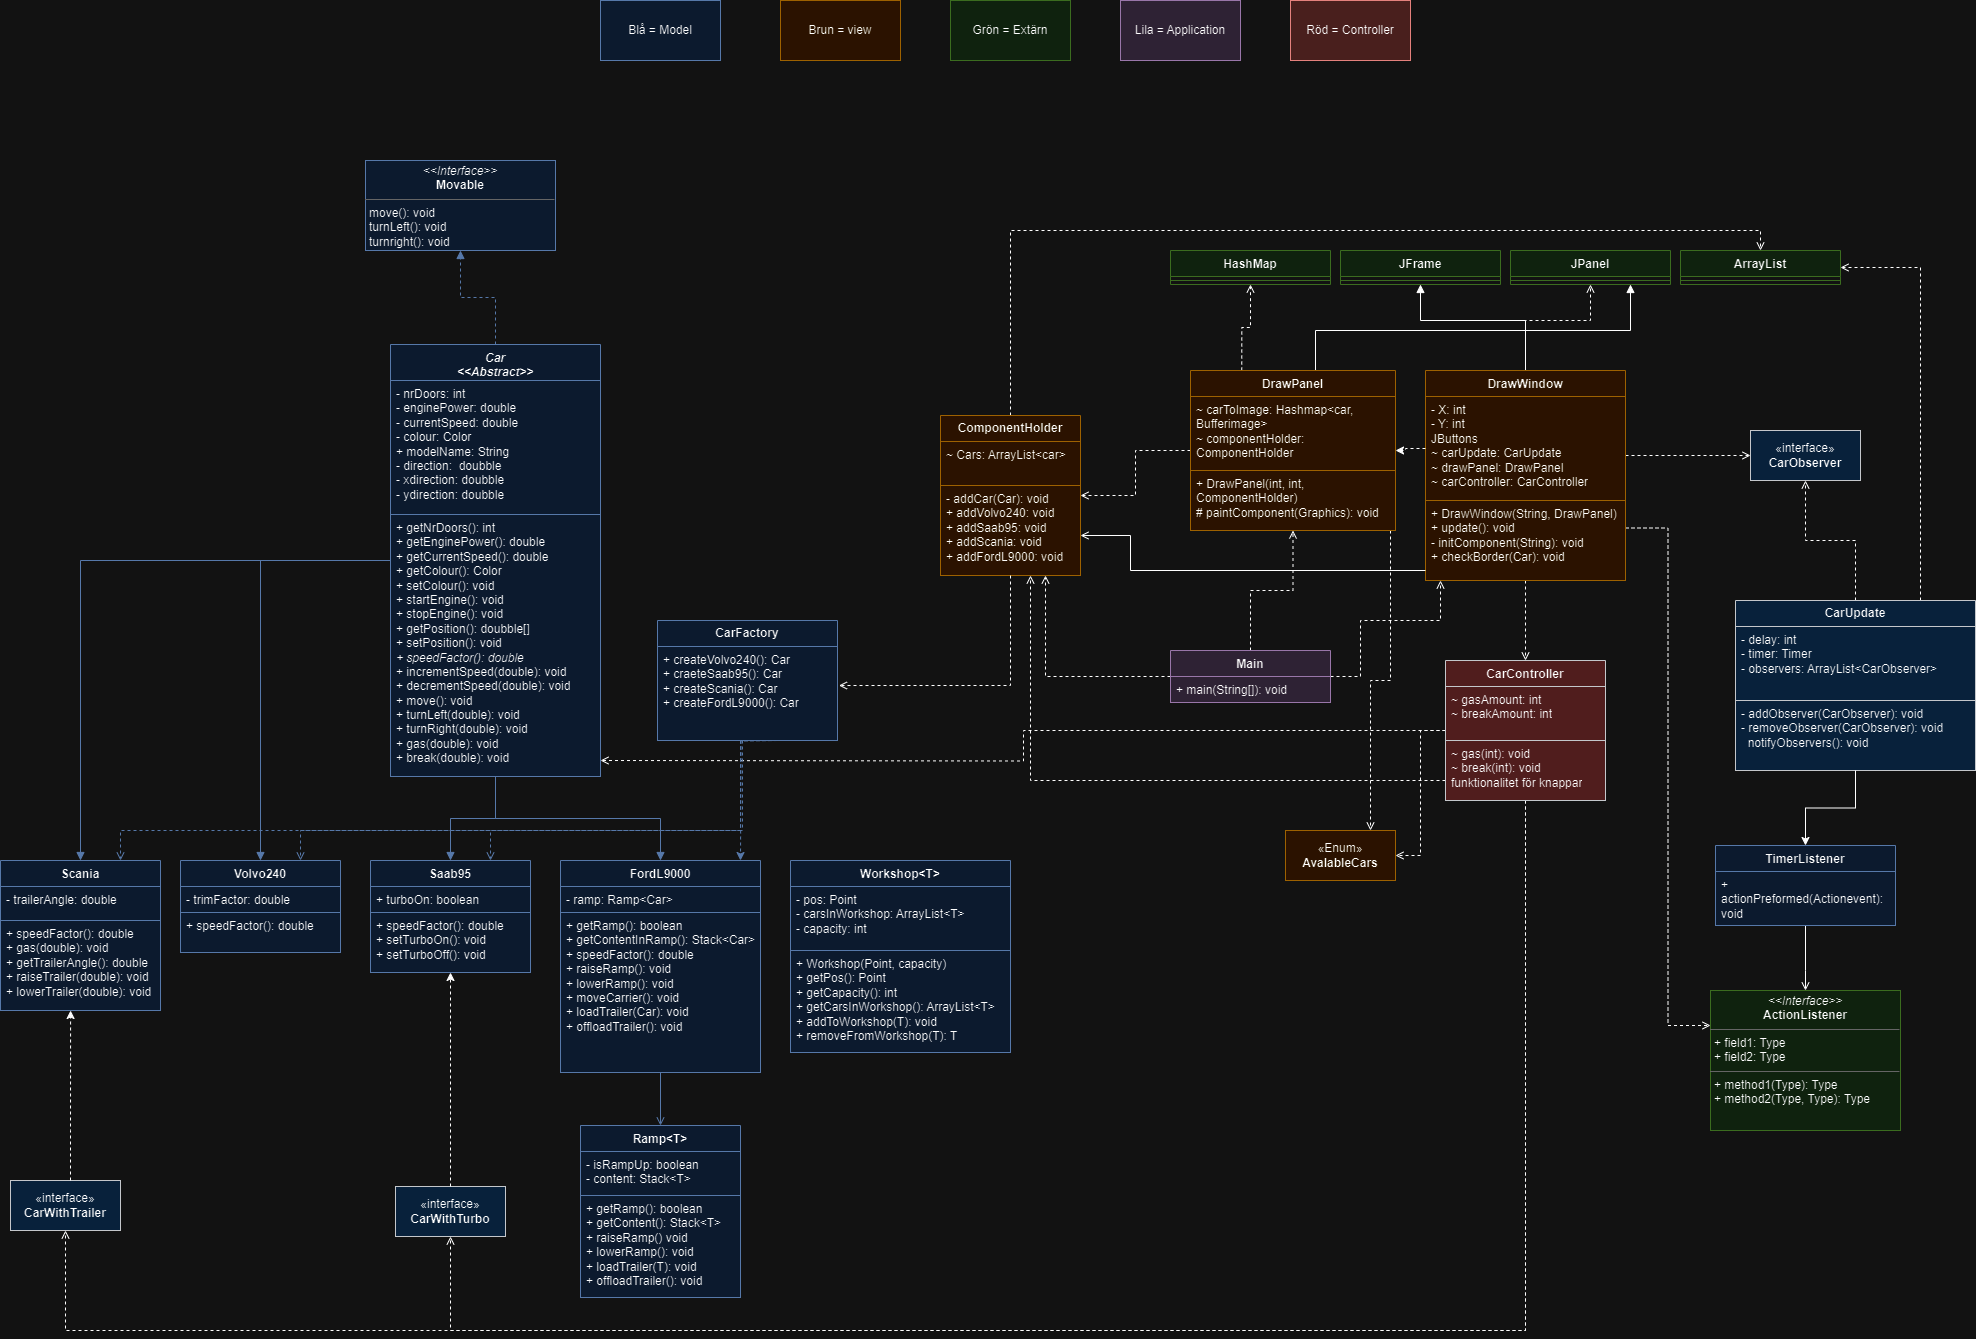 Blå = Model
Brun = view
Grön = Extärn
Lila = Application
Röd = Controller
<<Interface>>
Movable
move(): void
turnLeft(): void
turnright(): void
HashMap
JFrame
JPanel
ArrayList
Car
<<Abstract>>
- nrDoors: int
- enginePower: double
- currentSpeed: double
- colour: Color
+ modelName: String
- direction:  doubble
- xdirection: doubble
- ydirection: doubble
+ getNrDoors(): int
+ getEnginePower(): double
+ getCurrentSpeed(): double
+ getColour(): Color
+ setColour(): void
+ startEngine(): void
+ stopEngine(): void
+ getPosition(): doubble[]
+ setPosition(): void
+ speedFactor(): double
+ incrementSpeed(double): void
+ decrementSpeed(double): void
+ move(): void
+ turnLeft(double): void
+ turnRight(double): void
+ gas(double): void
+ break(double): void
ComponentHolder
~ Cars: ArrayList<car>
- addCar(Car): void
+ addVolvo240: void
+ addSaab95: void
+ addScania: void
+ addFordL9000: void
DrawPanel
~ carToImage: Hashmap<car,
Bufferimage>
~ componentHolder:
ComponentHolder
+ DrawPanel(int, int,
ComponentHolder)
# paintComponent(Graphics): void
DrawWindow
- X: int
- Y: int
JButtons
~ carUpdate: CarUpdate
~ drawPanel: DrawPanel
~ carController: CarController
+ DrawWindow(String, DrawPanel)
+ update(): void
- initComponent(String): void
+ checkBorder(Car): void
«interface»
CarObserver
CarUpdate
- delay: int
- timer: Timer
- observers: ArrayList<CarObserver>
- addObserver(CarObserver): void
- removeObserver(CarObserver): void
notifyObservers(): void
CarFactory
+ createVolvo240(): Car
+ craeteSaab95(): Car
+ createScania(): Car
+ createFordL9000(): Car
Main
+ main(String[]): void
CarController
~ gasAmount: int
~ breakAmount: int
~ gas(int): void
~ break(int): void
funktionalitet för knappar
«Enum»
AvalableCars
TimerListener
+
actionPreformed(Actionevent):
void
<<Interface>>
ActionListener
+ field1: Type
+ field2: Type
+ method1(Type): Type
+ method2(Type, Type): Type
Scania
- trailerAngle: double
+ speedFactor(): double
+ gas(double): void
+ getTrailerAngle(): double
+ raiseTrailer(double): void
+ lowerTrailer(double): void
Volvo240
- trimFactor: double
+ speedFactor(): double
Saab95
+ turboOn: boolean
+ speedFactor(): double
+ setTurboOn(): void
+ setTurboOff(): void
FordL9000
- ramp: Ramp<Car>
+ getRamp(): boolean
+ getContentInRamp(): Stack<Car>
+ speedFactor(): double
+ raiseRamp(): void
+ lowerRamp(): void
+ moveCarrier(): void
+ loadTrailer(Car): void
+ offloadTrailer(): void
Workshop<T>
- pos: Point
- carsInWorkshop: ArrayList<T>
- capacity: int
+ Workshop(Point, capacity)
+ getPos(): Point
+ getCapacity(): int
+ getCarsInWorkshop(): ArrayList<T>
+ addToWorkshop(T): void
+ removeFromWorkshop(T): T
Ramp<T>
- isRampUp: boolean
- content: Stack<T>
+ getRamp(): boolean
+ getContent(): Stack<T>
+ raiseRamp() void
+ lowerRamp(): void
+ loadTrailer(T): void
+ offloadTrailer(): void
«interface»
CarWithTrailer
«interface»
CarWithTurbo